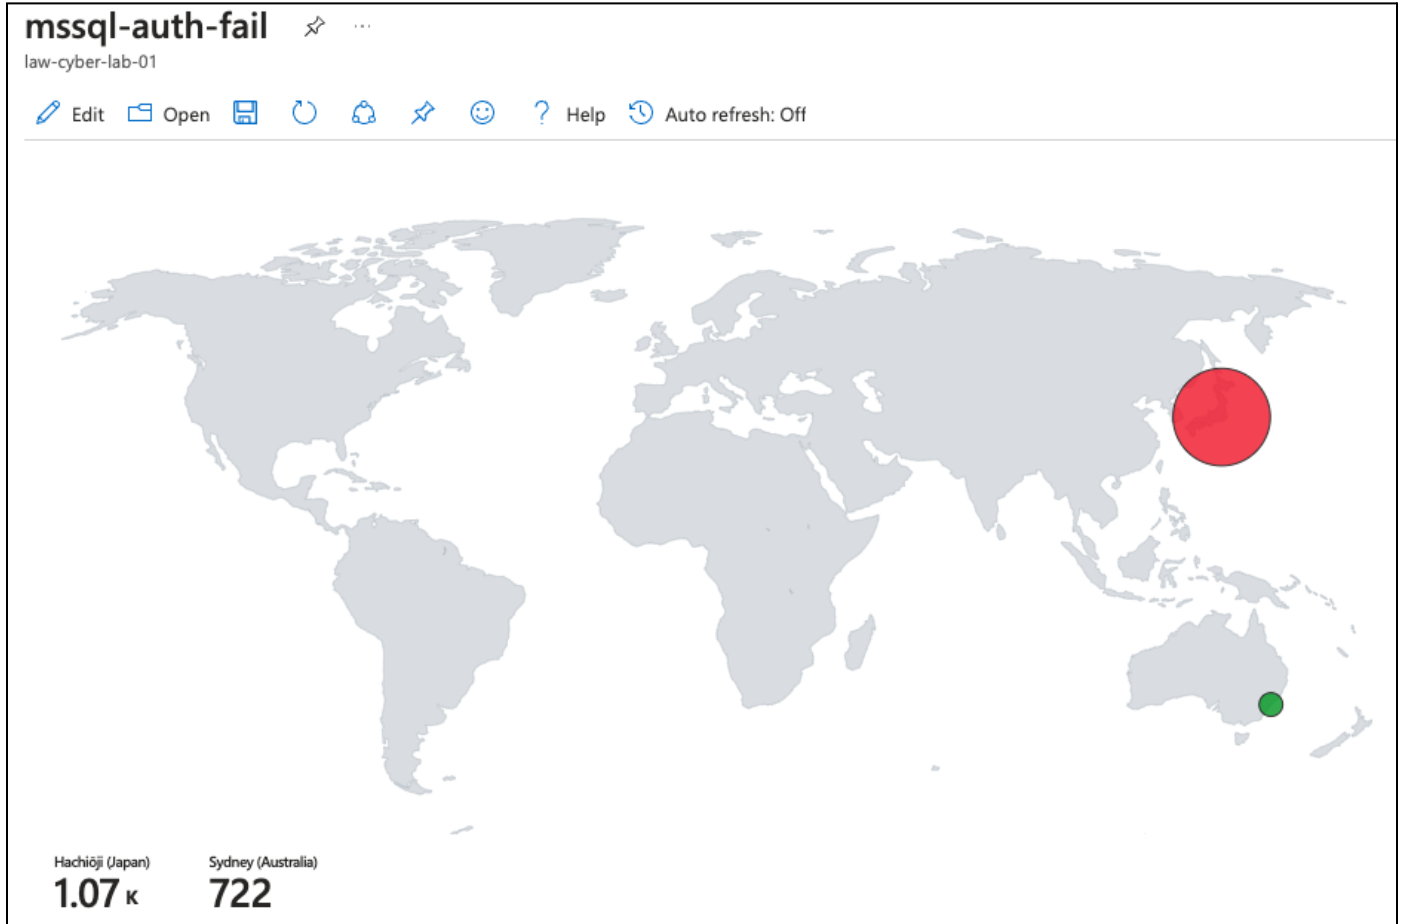 mssql-auth-fail
law-cyber-lab-01
Edit Open ? Help Auto refresh: Off
Hachiōji (Japan) Sydney (Australia)
1.07 K 722